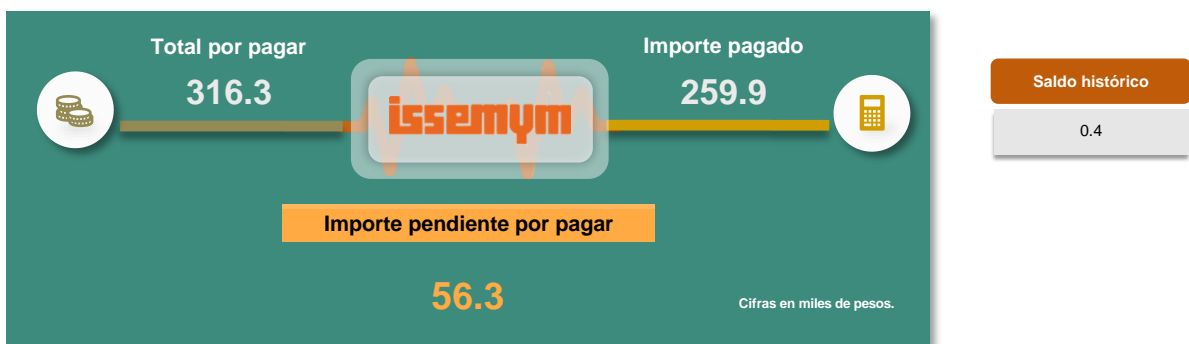 Total por pagar
316.3
issemym
Importe pagado
259.9
Importe pendiente por pagar
56.3
Cifras en miles de pesos.
Saldo histórico
0.4